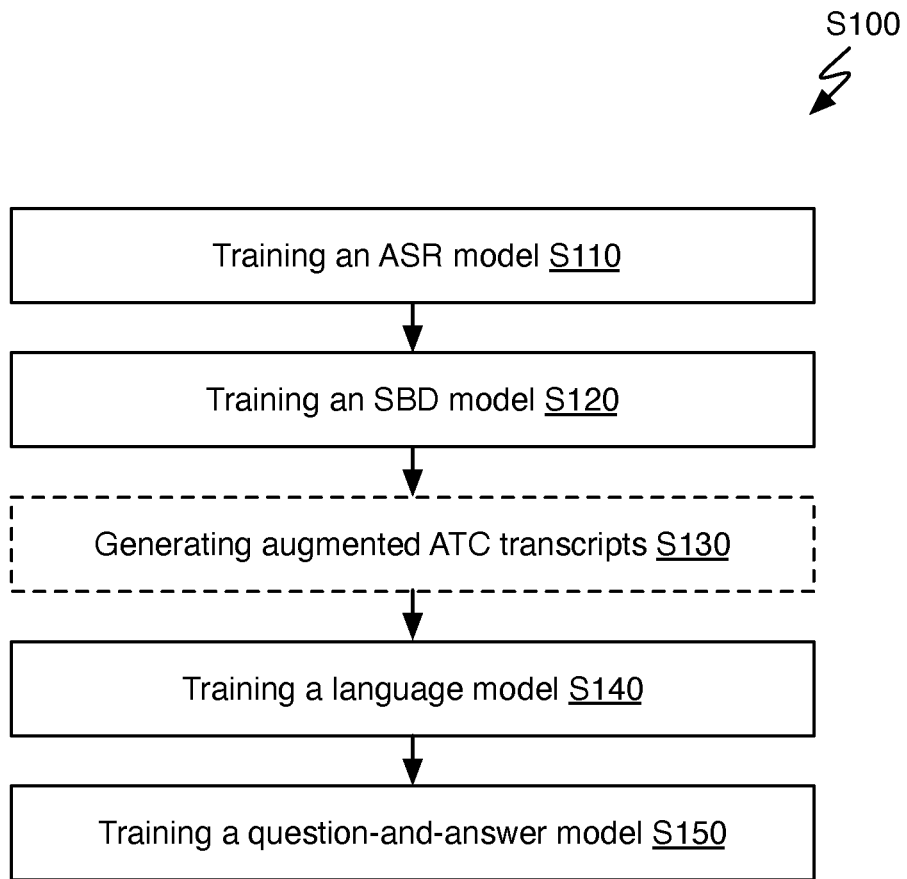 S100
Training an ASR model S110
Training an SBD model S120
Generating augmented ATC transcripts S130
Training a language model S140
Training a question-and-answer model S150